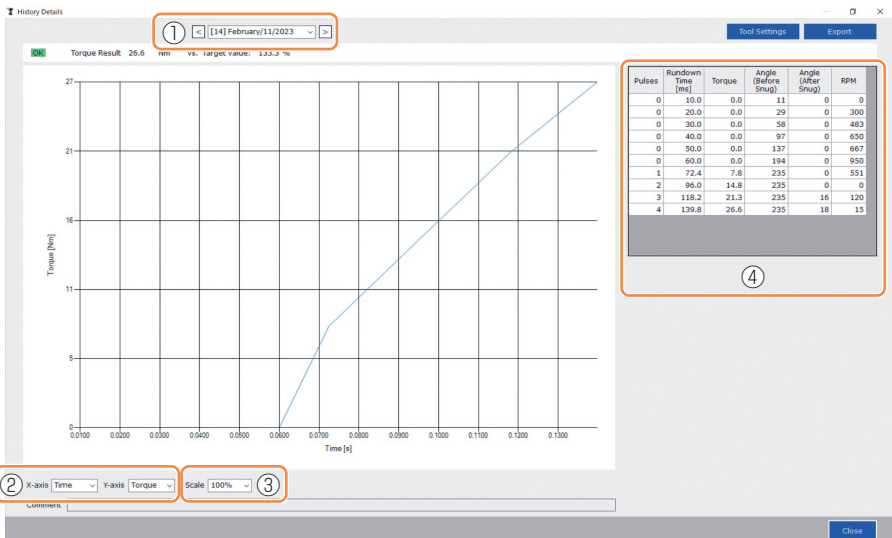 History Details
① < [14] February/11/2023 >
Tool Settings Export
OK Torque Result 26.6 Nm vs. Target Value: 133.3 %
27
21
16
11
5
0
Torque [Nm]
0.0100 0.0200 0.0300 0.0400 0.0500 0.0600 0.0700 0.0800 0.0900 0.1000 0.1100 0.1200 0.1300
Time [s]
Pulses Rundown Time [ms] Torque Angle (Before Snug) Angle (After Snug) RPM
0 10.0 0.0 11 0 0
0 20.0 0.0 29 0 300
0 30.0 0.0 58 0 483
0 40.0 0.0 97 0 650
0 50.0 0.0 137 0 667
0 60.0 0.0 194 0 950
1 72.4 7.8 235 0 551
2 96.0 14.8 235 0 0
3 118.2 21.3 235 16 120
4 139.8 26.6 235 18 15
④
② X-axis Time Y-axis Torque Scale 100% ③
Comment
Close